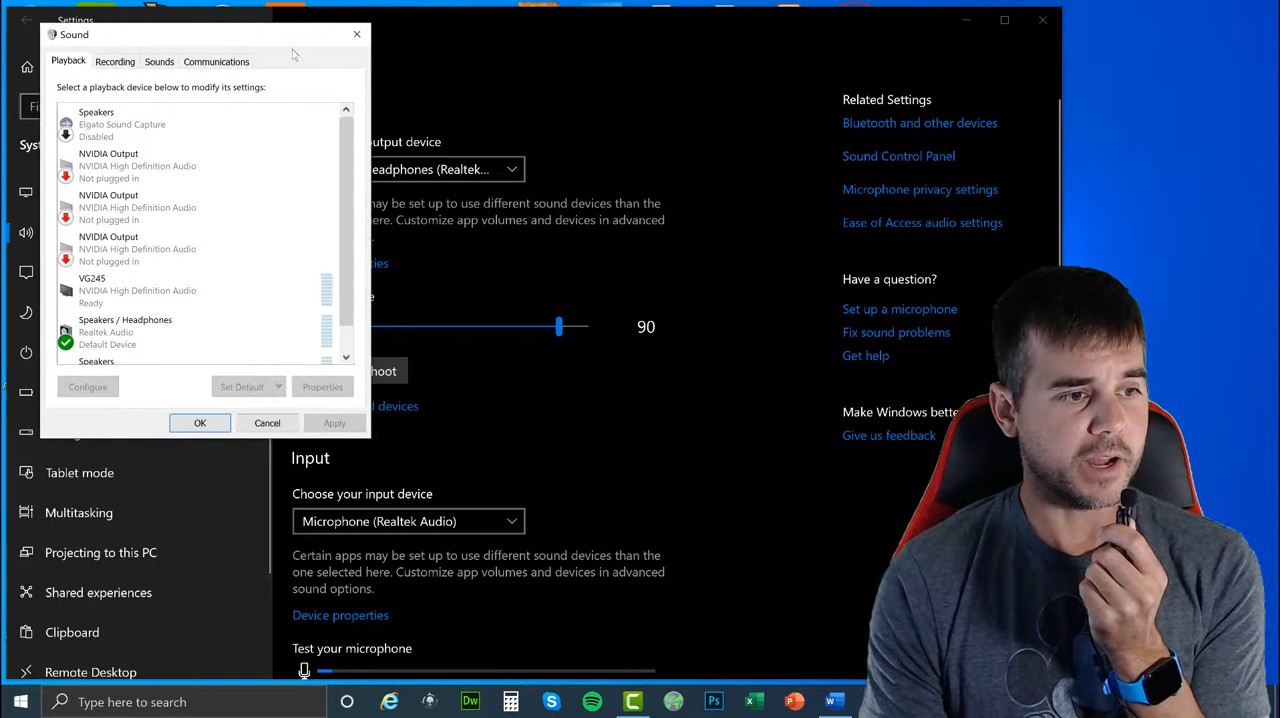 Settings
Sound
Playback
Recording
Sounds
Communications
Select a playback device below to modify its settings:
Speakers
Elgato Sound Capture
Disabled
NVIDIA Output
NVIDIA High Definition Audio
Not plugged in
NVIDIA Output
NVIDIA High Definition Audio
Not plugged in
NVIDIA Output
NVIDIA High Definition Audio
Not plugged in
VG245
NVIDIA High Definition Audio
Ready
Speakers / Headphones
Realtek Audio
Default Device
Speakers
Configure
Set Default
Properties
OK
Cancel
Apply
Tablet mode
Multitasking
Projecting to this PC
Shared experiences
Clipboard
Remote Desktop
device
(Realtek...
may be set up to use different sound devices than the
here. Customize app volumes and devices in advanced
90
devices
Input
Choose your input device
Microphone (Realtek Audio)
Certain apps may be set up to use different sound devices than the
one selected here. Customize app volumes and devices in advanced
sound options.
Device properties
Test your microphone
Related Settings
Bluetooth and other devices
Sound Control Panel
Microphone privacy settings
Ease of Access audio settings
Have a question?
Set up a microphone
Fix sound problems
Get help
Make Windows
Give us feedback
Type here to search
Dw
Ps